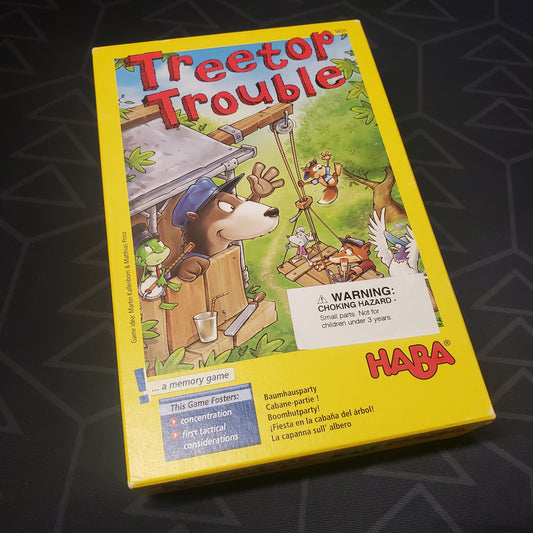 Treetop
Trouble
5655
Game idea: Martin Kallenborn & Matthias Prinz
WARNING:
CHOKING HAZARD -
Small parts. Not for
children under 3 years.
HABA®
... a memory game
This Game Fosters:
• concentration
• first tactical
considerations
Baumhausparty
Cabane-partie !
Boomhutparty!
¡Fiesta en la cabaña del árbol!
La capanna sull' albero